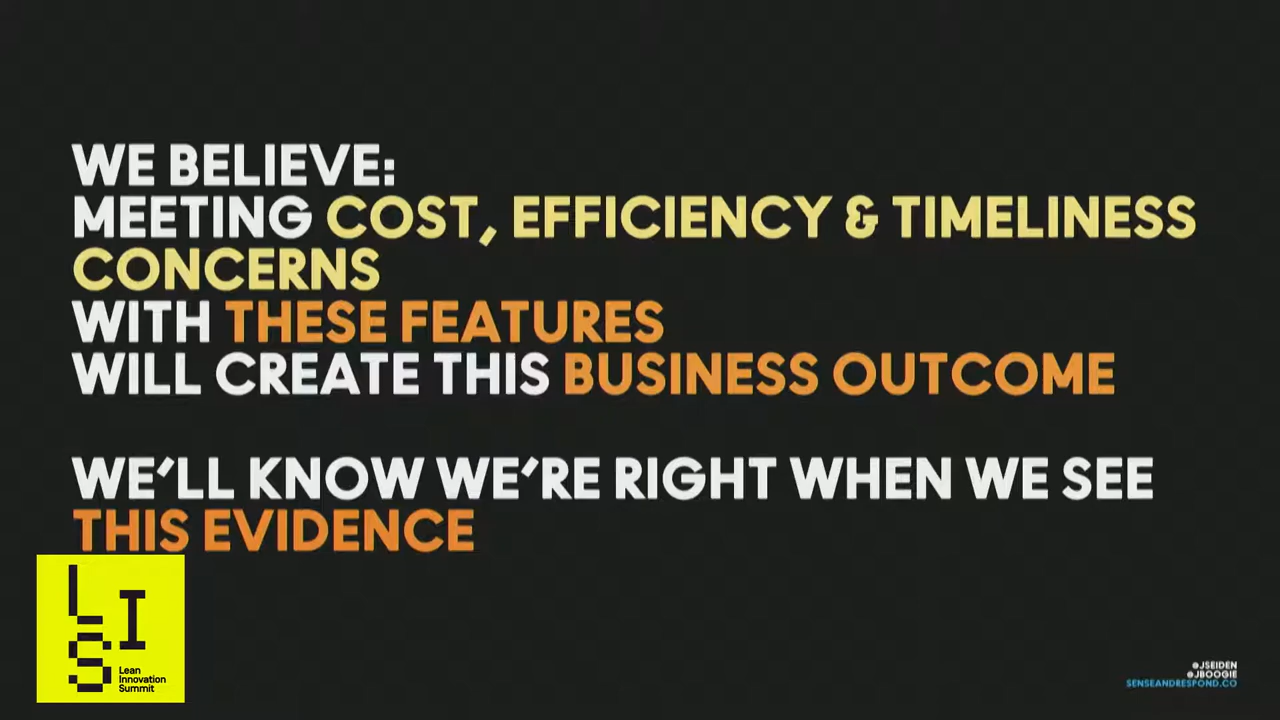 WE BELIEVE:
MEETING COST, EFFICIENCY & TIMELINESS
CONCERNS
WITH THESE FEATURES
WILL CREATE THIS BUSINESS OUTCOME
WE’LL KNOW WE’RE RIGHT WHEN WE SEE
THIS EVIDENCE
LIS
Lean
Innovation
Summit
@JSEIDEN
@JBOOGIE
SENSEANDRESPOND.CO